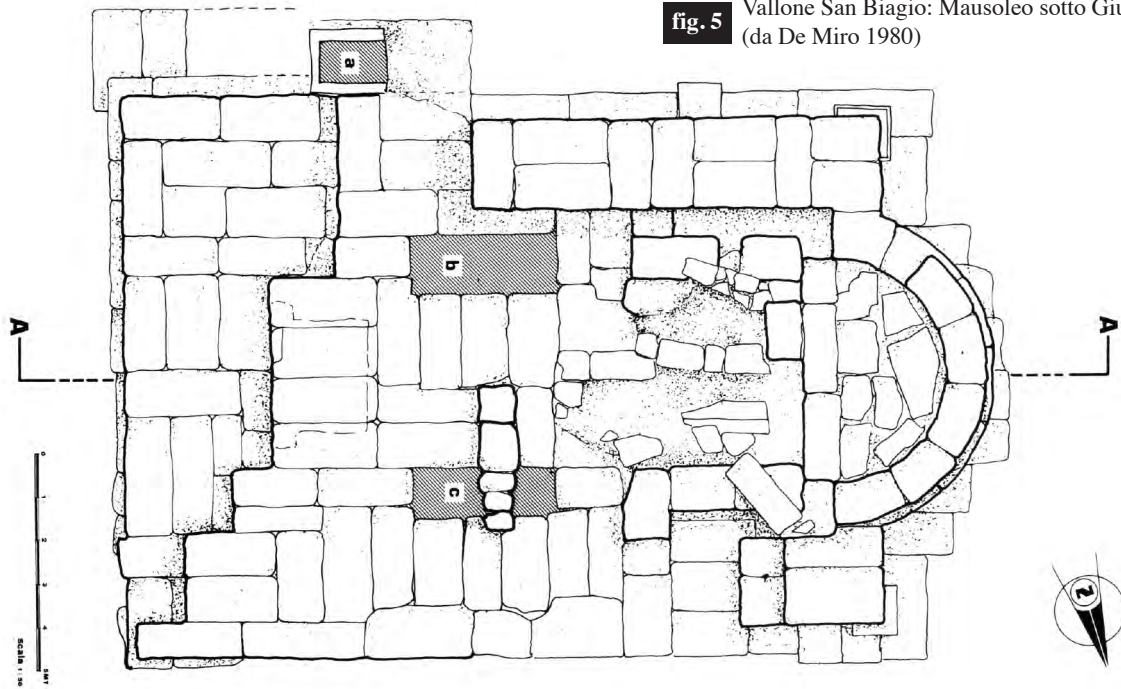 fig. 5
Vallone San Biagio: Mausoleo sotto Giu
(da De Miro 1980)
a
b
c
A
A
N
0
1
2
3
4
5MT
scala 1:50